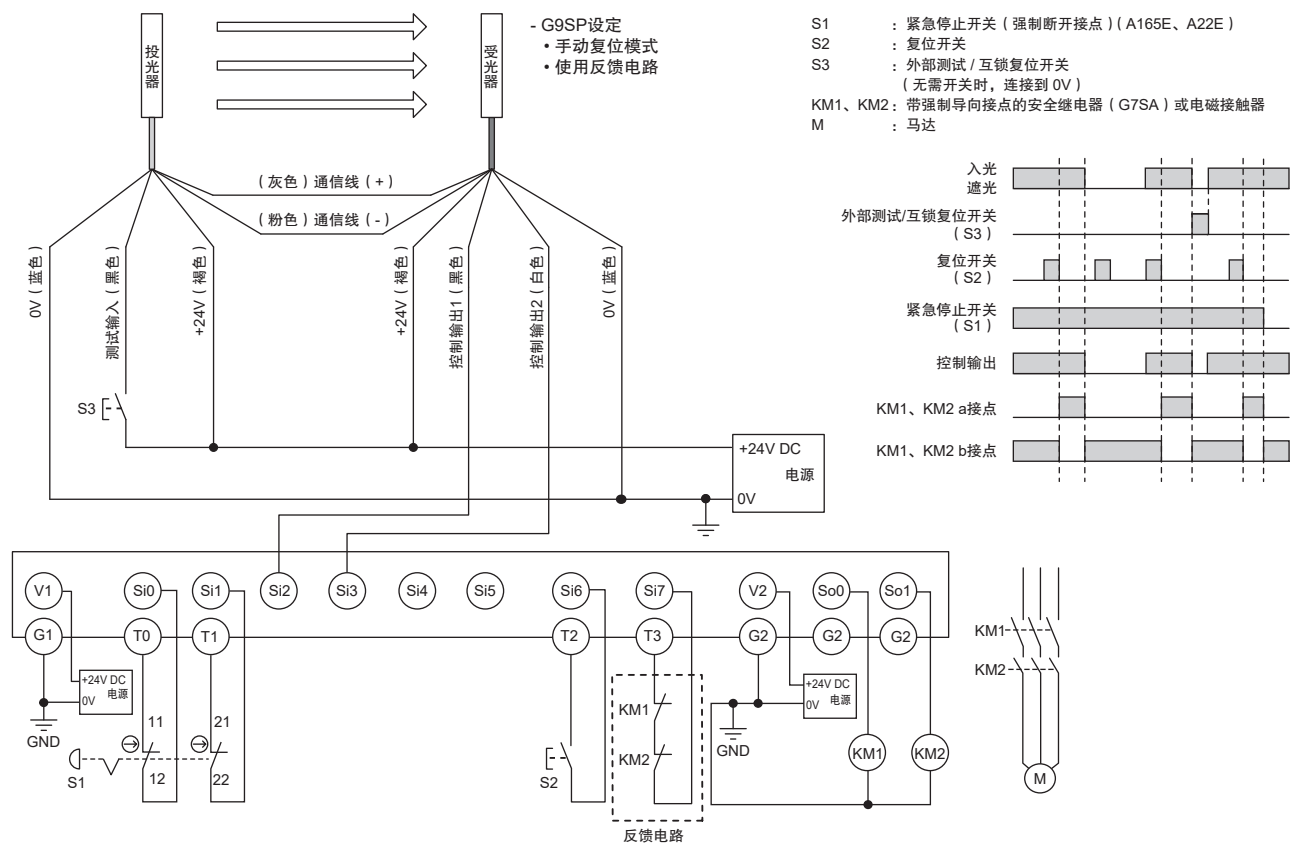 投光器
受光器
- G9SP设定
• 手动复位模式
• 使用反馈电路
S1 ：紧急停止开关（强制断开接点）（A165E、A22E）
S2 ：复位开关
S3 ：外部测试 / 互锁复位开关
（无需开关时，连接到 0V）
KM1、KM2：带强制导向接点的安全继电器（G7SA）或电磁接触器
M ：马达
（灰色）通信线（+）
（粉色）通信线（-）
0V（蓝色）
测试输入（黑色）
+24V（褐色）
+24V（褐色）
控制输出1（黑色）
控制输出2（白色）
0V（蓝色）
S3
+24V DC
电源
0V
入光
遮光
外部测试/互锁复位开关
（S3）
复位开关
（S2）
紧急停止开关
（S1）
控制输出
KM1、KM2 a接点
KM1、KM2 b接点
V1 Si0 Si1 Si2 Si3 Si4 Si5 Si6 Si7 V2 So0 So1
G1 T0 T1 T2 T3 G2 G2 G2
+24V DC
电源
0V
GND
11
12
21
22
S1
S2
KM1
KM2
反馈电路
+24V DC
电源
0V
GND
KM1
KM2
KM1
KM2
M